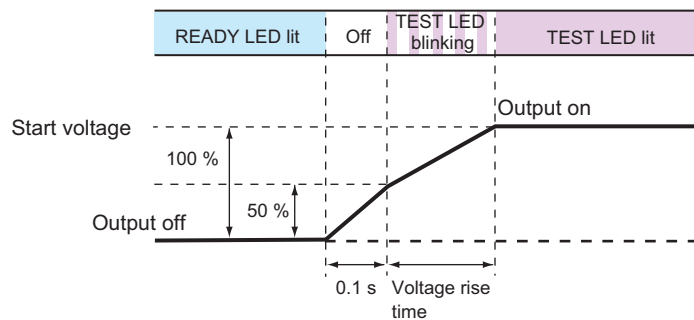 READY LED lit
Off
TEST LED
blinking
TEST LED lit
Output on
Start voltage
100 %
50 %
Output off
0.1 s
Voltage rise
time